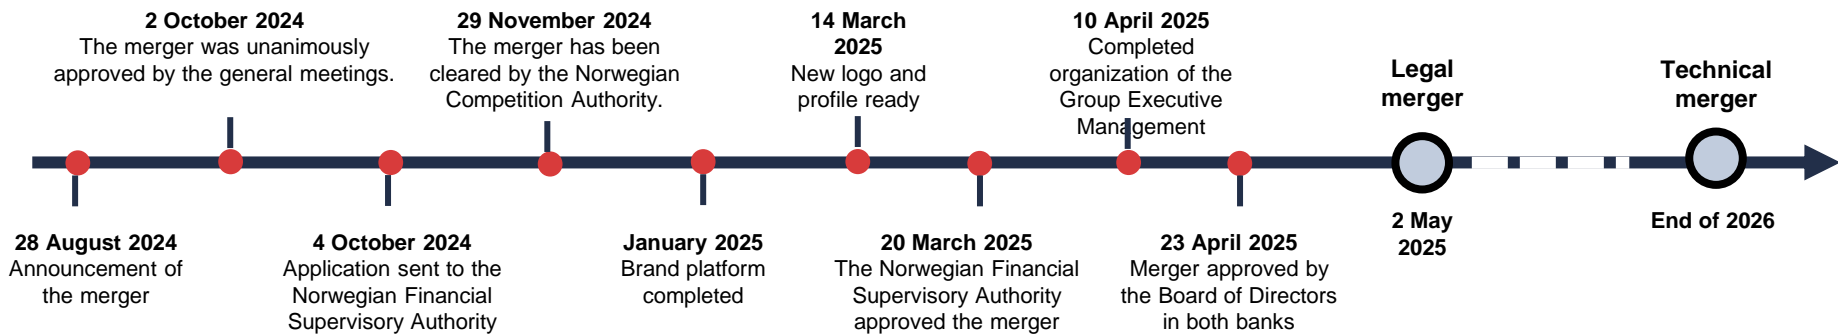 2 October 2024
The merger was unanimously
approved by the general meetings.
29 November 2024
The merger has been
cleared by the Norwegian
Competition Authority.
14 March
2025
New logo and
profile ready
10 April 2025
Completed
organization of the
Group Executive
Management
Legal
merger
Technical
merger
28 August 2024
Announcement of
the merger
4 October 2024
Application sent to the
Norwegian Financial
Supervisory Authority
January 2025
Brand platform
completed
20 March 2025
The Norwegian Financial
Supervisory Authority
approved the merger
23 April 2025
Merger approved by
the Board of Directors
in both banks
2 May
2025
End of 2026